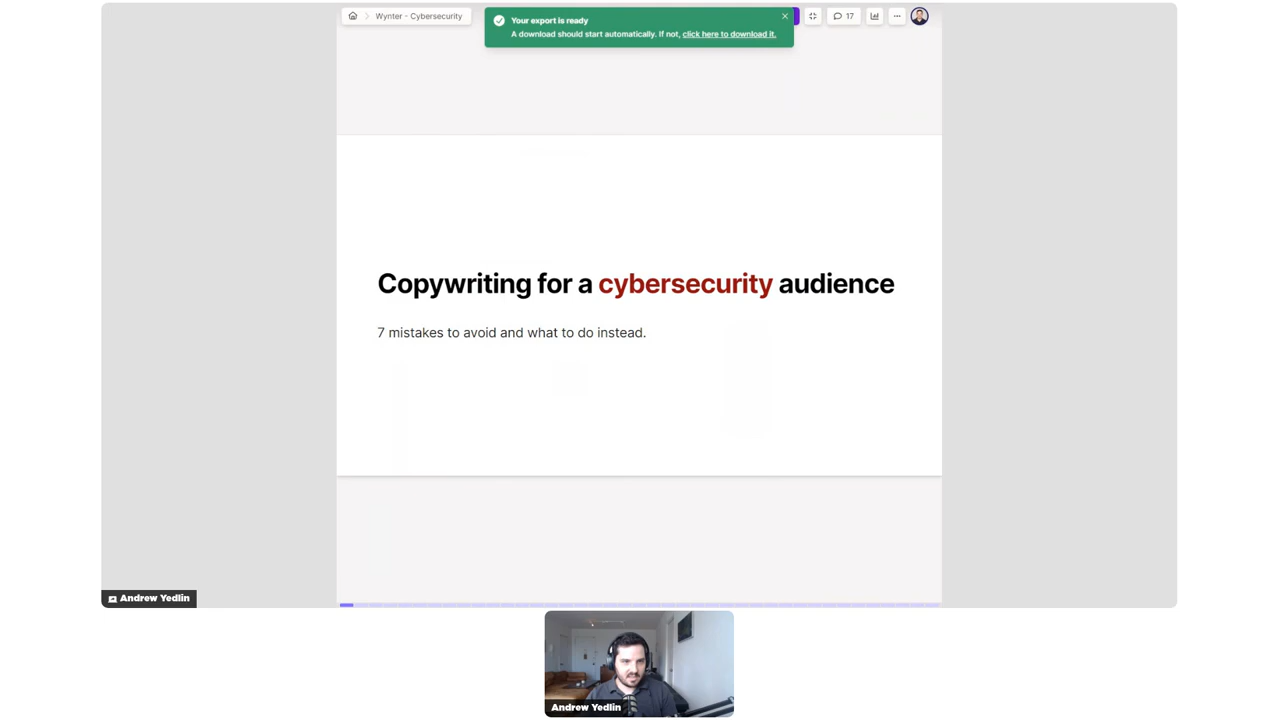 Wynter - Cybersecurity
Your export is ready
A download should start automatically. If not, click here to download it.
17
Copywriting for a cybersecurity audience
7 mistakes to avoid and what to do instead.
Andrew Yedlin
Andrew Yedlin